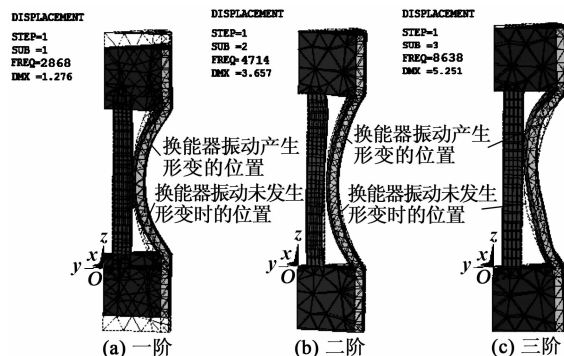 DISPLACEMENT
STEP=1
SUB =1
FREQ=2868
DMX =1.276
DISPLACEMENT
STEP=1
SUB =2
FREQ=4714
DMX =3.657
DISPLACEMENT
STEP=1
SUB =3
FREQ=8638
DMX =5.251
换能器振动产生
形变的位置
换能器振动未发生
形变时的位置
换能器振动产生
形变的位置
换能器振动未发生
形变时的位置
z
x
y
O
z
x
y
O
z
x
y
O
(a) 一阶
(b) 二阶
(c) 三阶